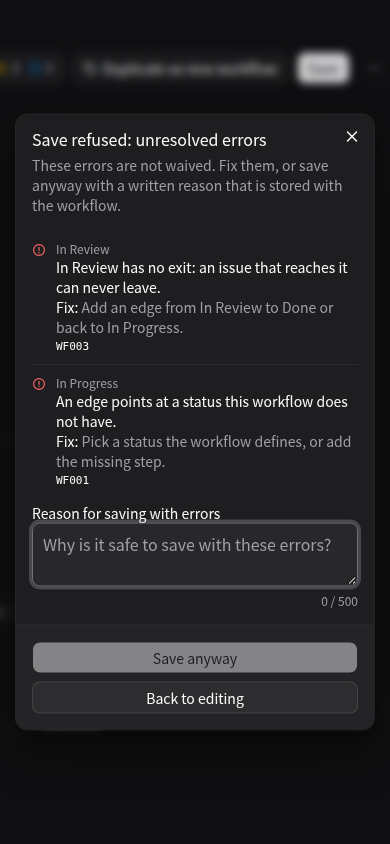 Duplicate as new workflow
Save
Save refused: unresolved errors
These errors are not waived. Fix them, or save
anyway with a written reason that is stored with
the workflow.
In Review
In Review has no exit: an issue that reaches it
can never leave.
Fix: Add an edge from In Review to Done or
back to In Progress.
WF003
In Progress
An edge points at a status this workflow does
not have.
Fix: Pick a status the workflow defines, or add
the missing step.
WF001
Reason for saving with errors
Why is it safe to save with these errors?
0 / 500
Save anyway
Back to editing